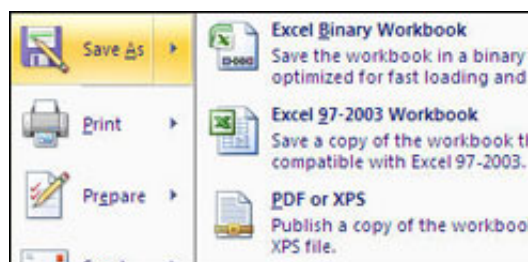 Save As
Print
Prepare
Excel Binary Workbook
Save the workbook in a binary
optimized for fast loading and
Excel 97-2003 Workbook
Save a copy of the workbook
compatible with Excel 97-2003.
PDF or XPS
Publish a copy of the
XPS file.